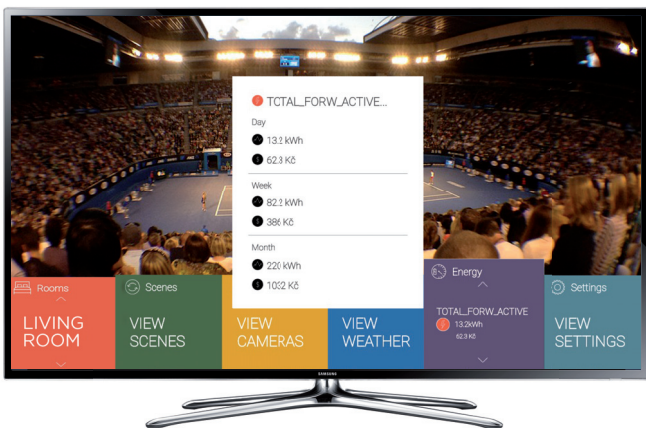 TOTAL_FORW_ACTIVE...
Day
13.2 kWh
62.3 Kč
Week
82.2 kWh
386 Kč
Month
220 kWh
1032 Kč
Rooms
LIVING
ROOM
Scenes
VIEW
SCENES
VIEW
CAMERAS
VIEW
WEATHER
Energy
TOTAL_FORW_ACTIVE
13.2kWh
62.3 Kč
Settings
VIEW
SETTINGS
SAMSUNG